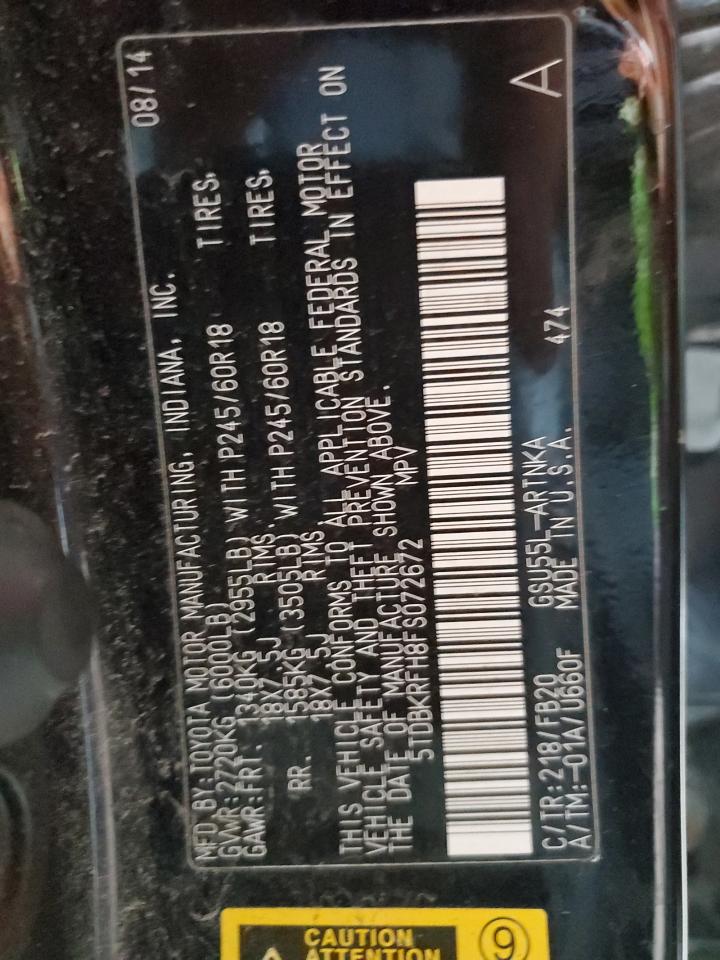 MFD BY: TOYOTA MOTOR MANUFACTURING, INDIANA, INC. 08/14
GVWR: 2720KG (6000LB)
GAWR: FRT. 1340KG (2955LB) WITH P245/60R18 TIRES,
18X7.5J RIMS,
RR. 1585KG (3505LB) WITH P245/60R18 TIRES,
18X7.5J RIMS
THIS VEHICLE CONFORMS TO ALL APPLICABLE FEDERAL MOTOR
VEHICLE SAFETY AND THEFT PREVENTION STANDARDS IN EFFECT ON
THE DATE OF MANUFACTURE SHOWN ABOVE.
5TDBKRFH8FS072672 MPV
C/TR: 218/FB20 GSU55L-ARTNKA
A/TM: -01A/U660F MADE IN U.S.A. 474
A
CAUTION
ATTENTION
9